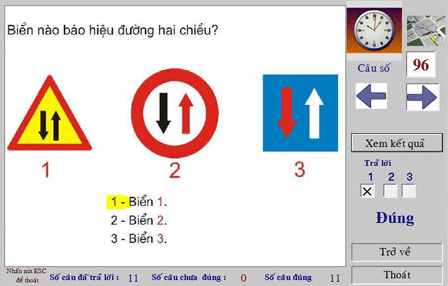 Biển nào báo hiệu đường hai chiều?
1
2
3
1 - Biển 1.
2 - Biển 2.
3 - Biển 3.
Câu số
96
Xem kết quả
Trả lời
1 2 3
Đúng
Trở về
Thoát
Nhấn nút ESC
để thoát
Số câu đã trả lời : 11 Số câu chưa đúng : 0 Số câu đúng 11